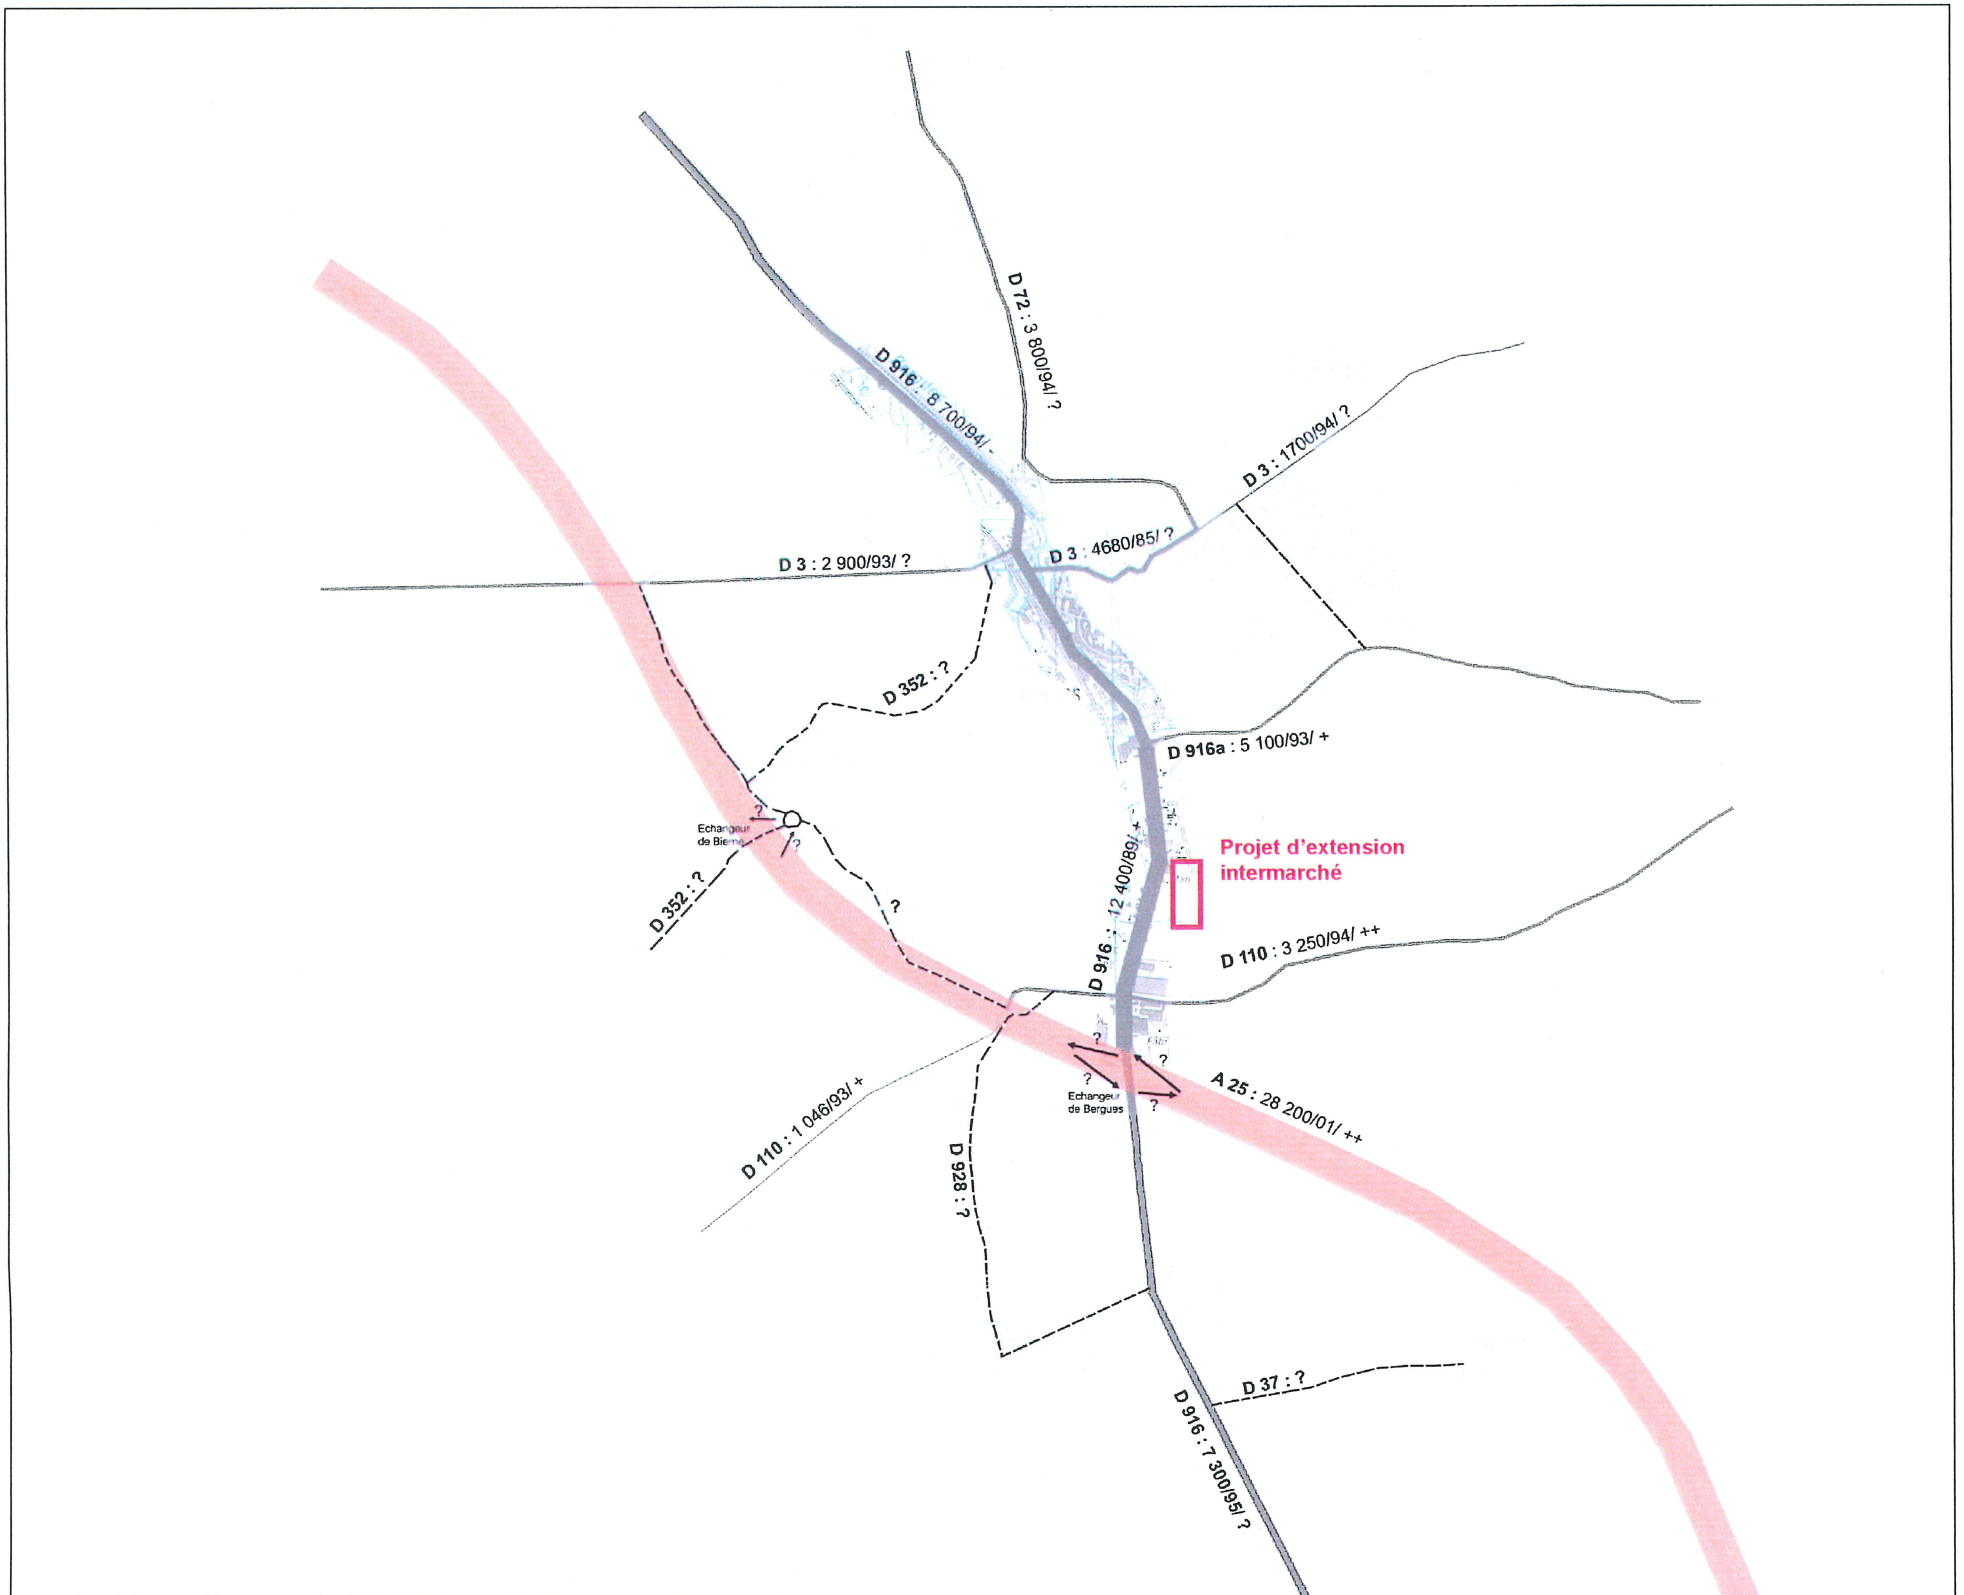 D 72 : 3 800/94/ ?
D 916 : 8 700/94/ -
D 3 : 1700/94/ ?
D 3 : 4680/85/ ?
D 3 : 2 900/93/ ?
D 352 : ?
D 916a : 5 100/93/ +
?
Echangeur
de Bierne
?
D 352 : ?
?
D 916 : 12 400/89/ +
Projet d'extension
intermarché
D 110 : 3 250/94/ ++
?
?
?
?
Echangeur
de Bergues
A 25 : 28 200/01/ ++
D 110 : 1 046/93/ +
D 928 : ?
D 37 : ?
D 916 : 7 300/95/ ?